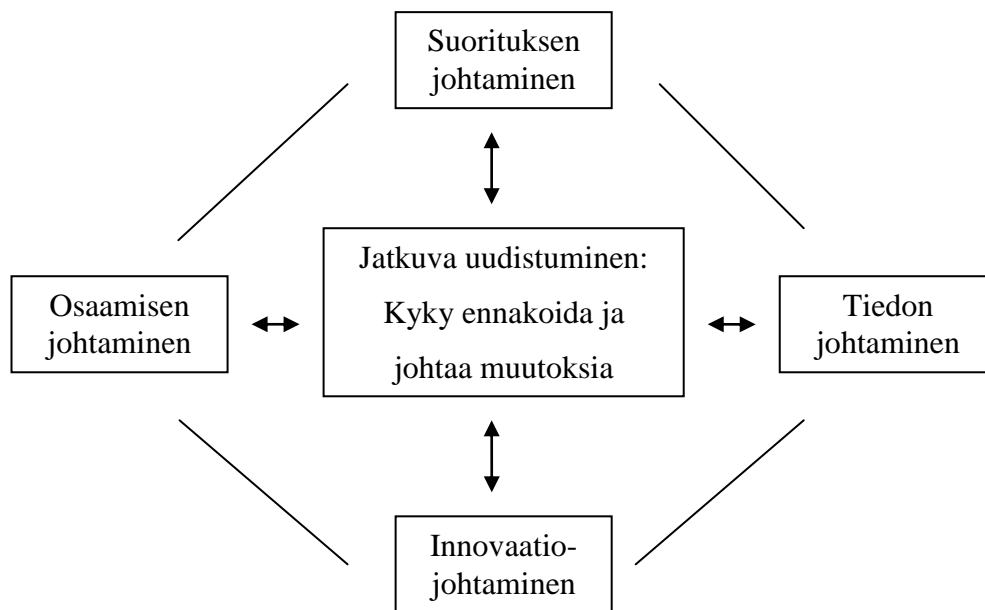 Suorituksen
johtaminen
Jatkuva uudistuminen:
Kyky ennakoida ja
johtaa muutoksia
Osaamisen
johtaminen
Tiedon
johtaminen
Innovaatio-
johtaminen